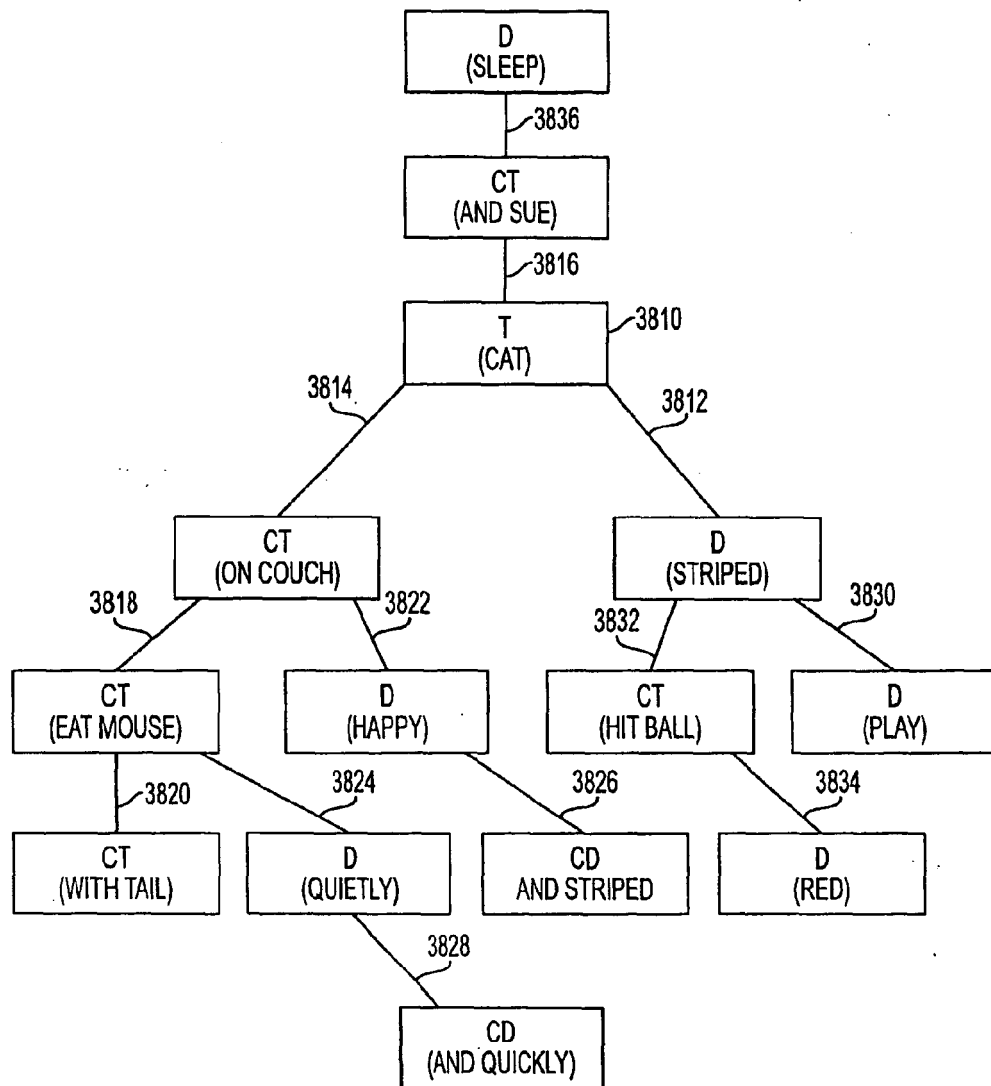 D
(SLEEP)
3836
CT
(AND SUE)
3816
T
(CAT)
3810
3814
3812
CT
(ON COUCH)
D
(STRIPED)
3818
3822
3832
3830
CT
(EAT MOUSE)
D
(HAPPY)
CT
(HIT BALL)
D
(PLAY)
3820
3824
3826
3834
CT
(WITH TAIL)
D
(QUIETLY)
CD
AND STRIPED
D
(RED)
3828
CD
(AND QUICKLY)